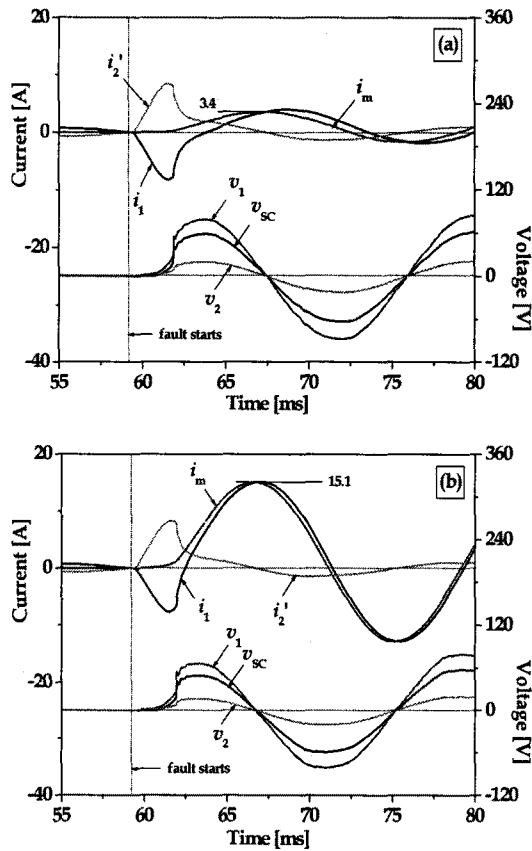 (a)
20
0
-20
-40
Current [A]
360
240
120
0
-120
Voltage [V]
i2'
3.4
im
i1
v1
vSC
v2
fault starts
55 60 65 70 75 80
Time [ms]
(b)
20
0
-20
-40
Current [A]
360
240
120
0
-120
Voltage [V]
im
15.1
i1
i2'
v1
vSC
v2
fault starts
55 60 65 70 75 80
Time [ms]